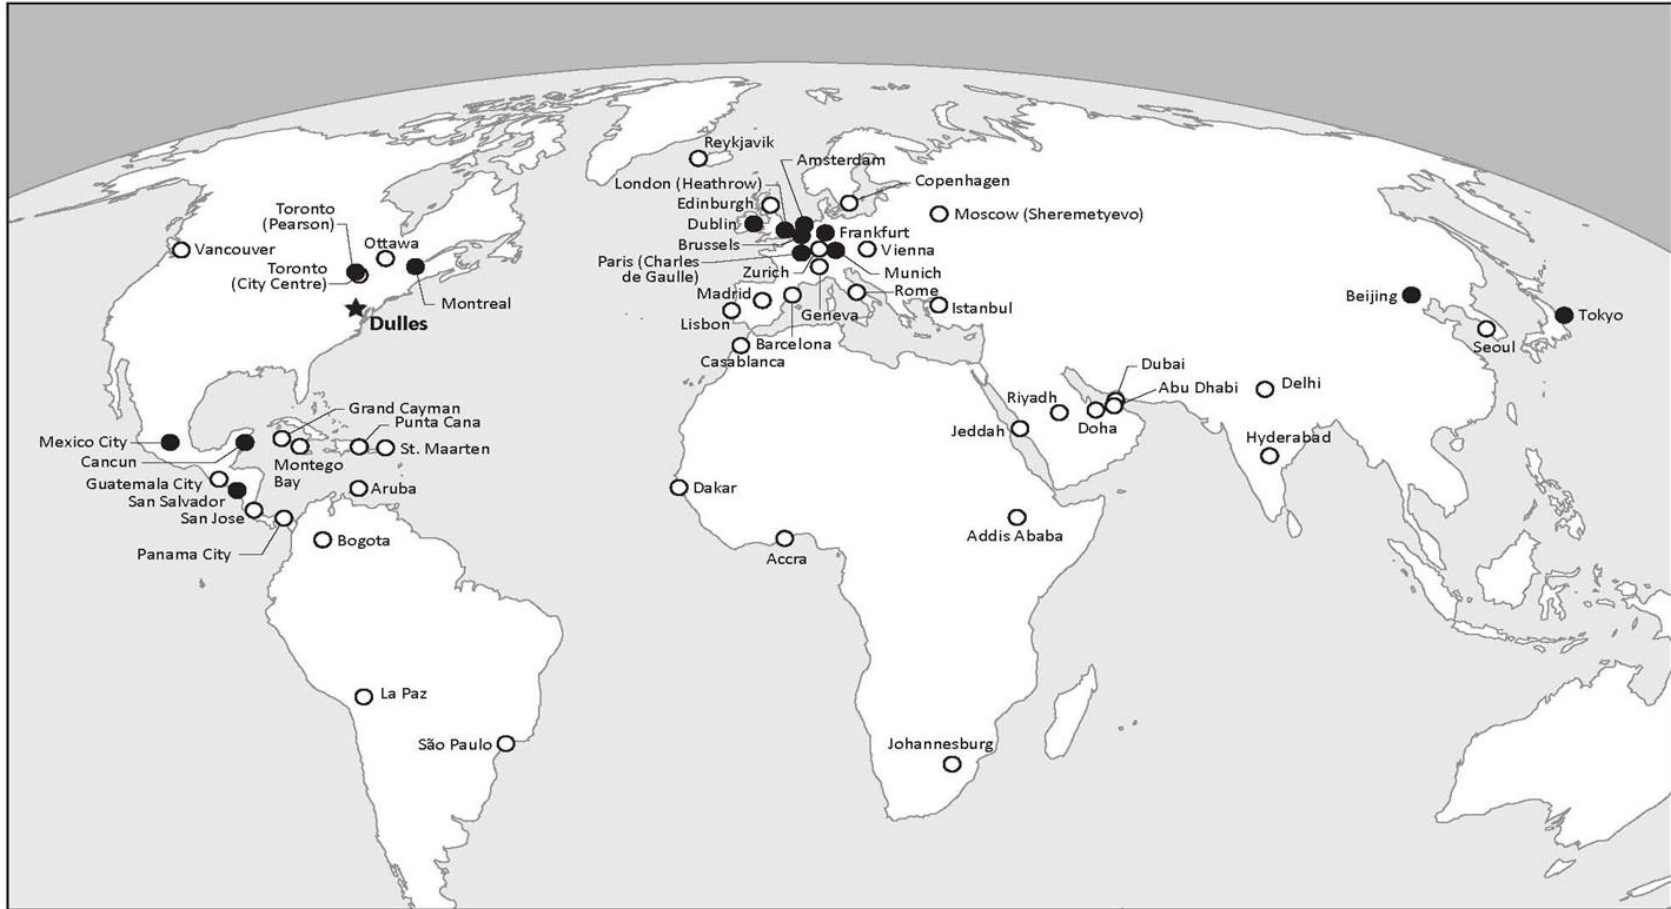 Reykjavik
Amsterdam
London (Heathrow)
Copenhagen
Edinburgh
Toronto
(Pearson)
Moscow (Sheremetyevo)
Dublin
Frankfurt
Ottawa
Brussels
Vancouver
Vienna
Paris (Charles
de Gaulle)
Toronto
(City Centre)
Zurich
Munich
Madrid
Rome
Montreal
Beijing
Istanbul
Geneva
Tokyo
Dulles
Lisbon
Barcelona
Seoul
Casablanca
Dubai
Abu Dhabi
Delhi
Riyadh
Grand Cayman
Punta Cana
Doha
Jeddah
Hyderabad
Mexico City
St. Maarten
Cancun
Montego
Bay
Guatemala City
Aruba
Dakar
San Salvador
San Jose
Addis Ababa
Bogota
Panama City
Accra
La Paz
São Paulo
Johannesburg